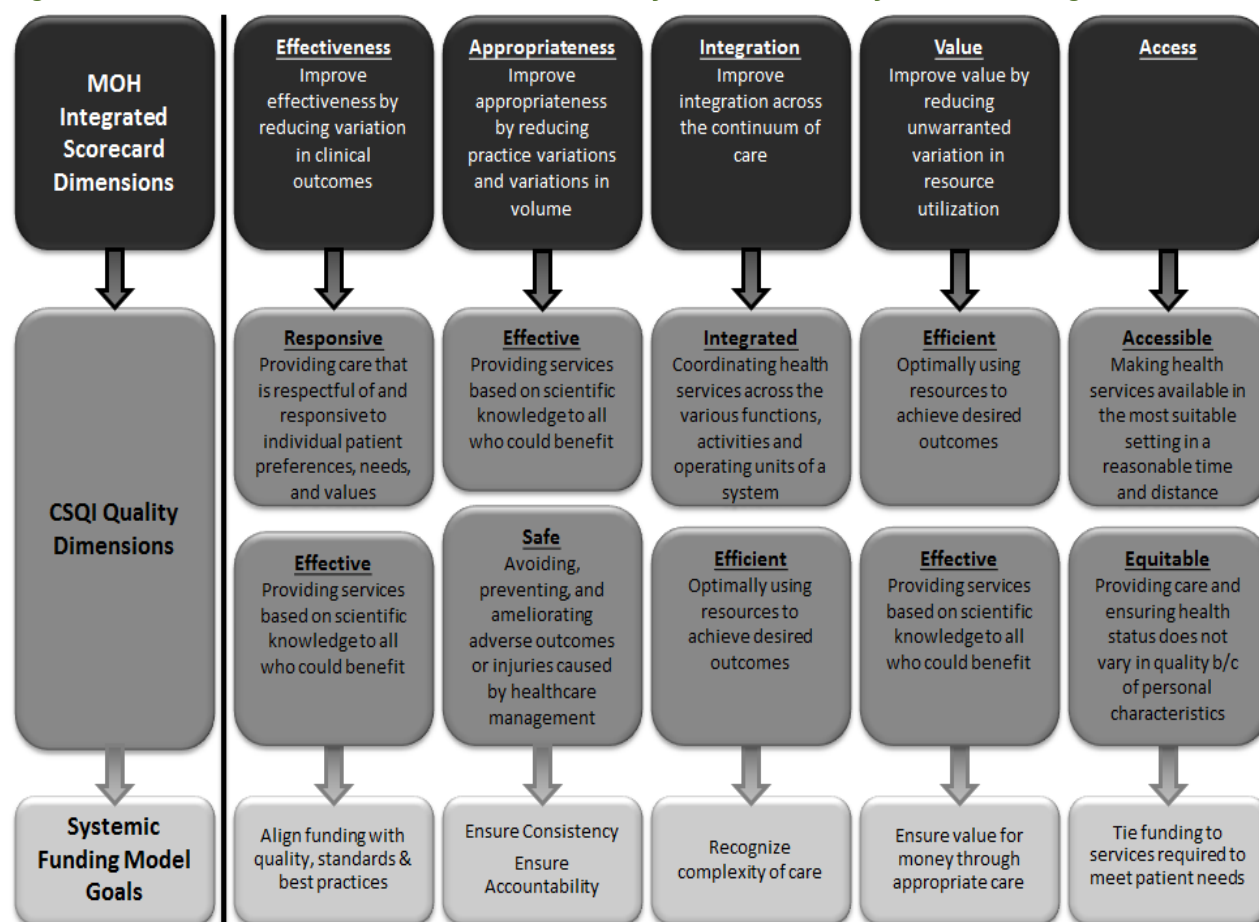 MOH
Integrated
Scorecard
Dimensions
Effectiveness
Improve
effectiveness by
reducing variation
in clinical
outcomes
Appropriateness
Improve
appropriateness
by reducing
practice variations
and variations in
volume
Integration
Improve
integration across
the continuum of
care
Value
Improve value by
reducing
unwarranted
variation in
resource
utilization
Access
CSQI Quality
Dimensions
Responsive
Providing care that
is respectful of and
responsive to
individual patient
preferences, needs,
and values
Effective
Providing services
based on scientific
knowledge to all
who could benefit
Integrated
Coordinating health
services across the
various functions,
activities and
operating units of a
system
Efficient
Optimally using
resources to
achieve desired
outcomes
Accessible
Making health
services available in
the most suitable
setting in a
reasonable time
and distance
Effective
Providing services
based on scientific
knowledge to all
who could benefit
Safe
Avoiding,
preventing, and
ameliorating
adverse outcomes
or injuries caused
by healthcare
management
Efficient
Optimally using
resources to
achieve desired
outcomes
Effective
Providing services
based on scientific
knowledge to all
who could benefit
Equitable
Providing care and
ensuring health
status does not
vary in quality b/c
of personal
characteristics
Systemic
Funding Model
Goals
Align funding with
quality, standards &
best practices
Ensure Consistency
Ensure
Accountability
Recognize
complexity of care
Ensure value for
money through
appropriate care
Tie funding to
services required to
meet patient needs